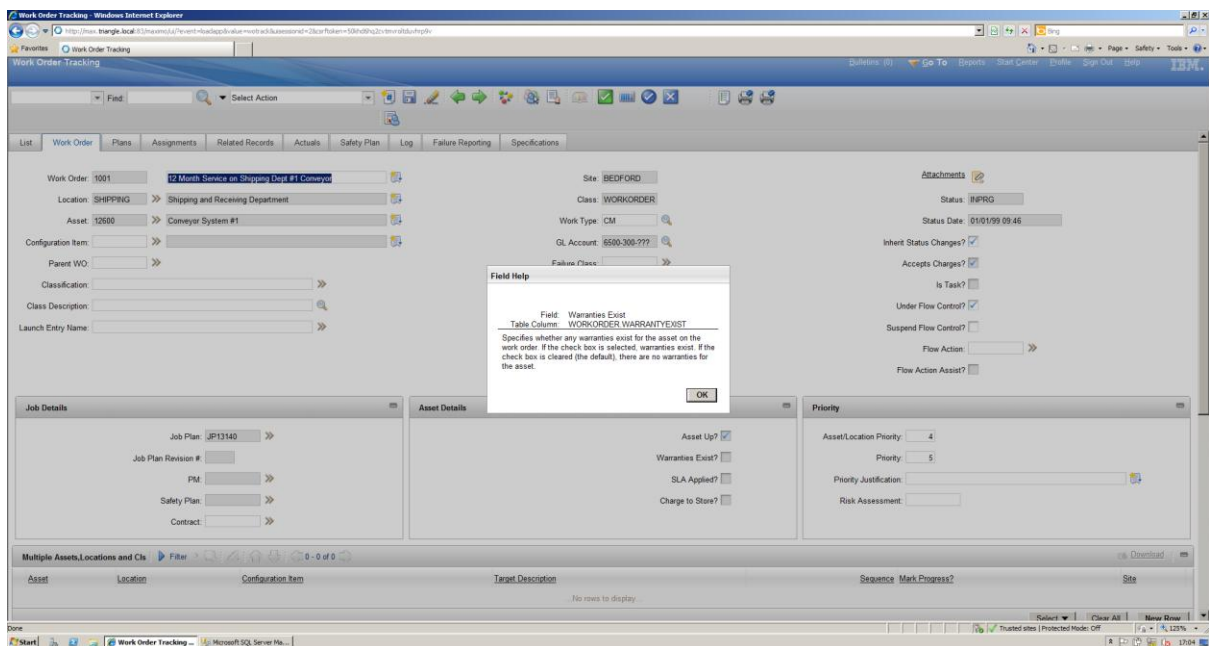 Work Order Tracking - Windows Internet Explorer
Favorites Work Order Tracking
Page Safety Tools
Work Order Tracking
Bulletins (0) Go To Reports Start Center Profile Sign Out Help IBM.
Find: Select Action
List Work Order Plans Assignments Related Records Actuals Safety Plan Log Failure Reporting Specifications
Work Order: 1001 12 Month Service on Shipping Dept #1 Conveyor
Site: BEDFORD
Attachments
Location: SHIPPING Shipping and Receiving Department
Class: WORKORDER
Status: INPRG
Asset: 12600 Conveyor System #1
Work Type: CM
Status Date: 01/01/99 09:46
Configuration Item:
GL Account: 6500-300-???
Inherit Status Changes?
Parent WO:
Failure Class:
Accepts Charges?
Classification:
Is Task?
Class Description:
Under Flow Control?
Launch Entry Name:
Suspend Flow Control?
Flow Action:
Flow Action Assist?
Field Help
Field: Warranties Exist
Table Column: WORKORDER.WARRANTYEXIST
Specifies whether any warranties exist for the asset on the
work order. If the check box is selected, warranties exist. If the
check box is cleared (the default), there are no warranties for
the asset.
OK
Job Details
Asset Details
Priority
Job Plan: JP13140
Asset Up?
Asset/Location Priority: 4
Job Plan Revision #:
Warranties Exist?
Priority: 5
PM:
SLA Applied?
Priority Justification:
Safety Plan:
Charge to Store?
Risk Assessment:
Contract:
Multiple Assets,Locations and CIs Filter 0 - 0 of 0 Download
Asset Location Configuration Item Target Description Sequence Mark Progress? Site
...No rows to display...
Select Clear All New Row
Done Trusted sites | Protected Mode: Off 125%
Start Work Order Tracking ... Microsoft SQL Server Ma... 17:04